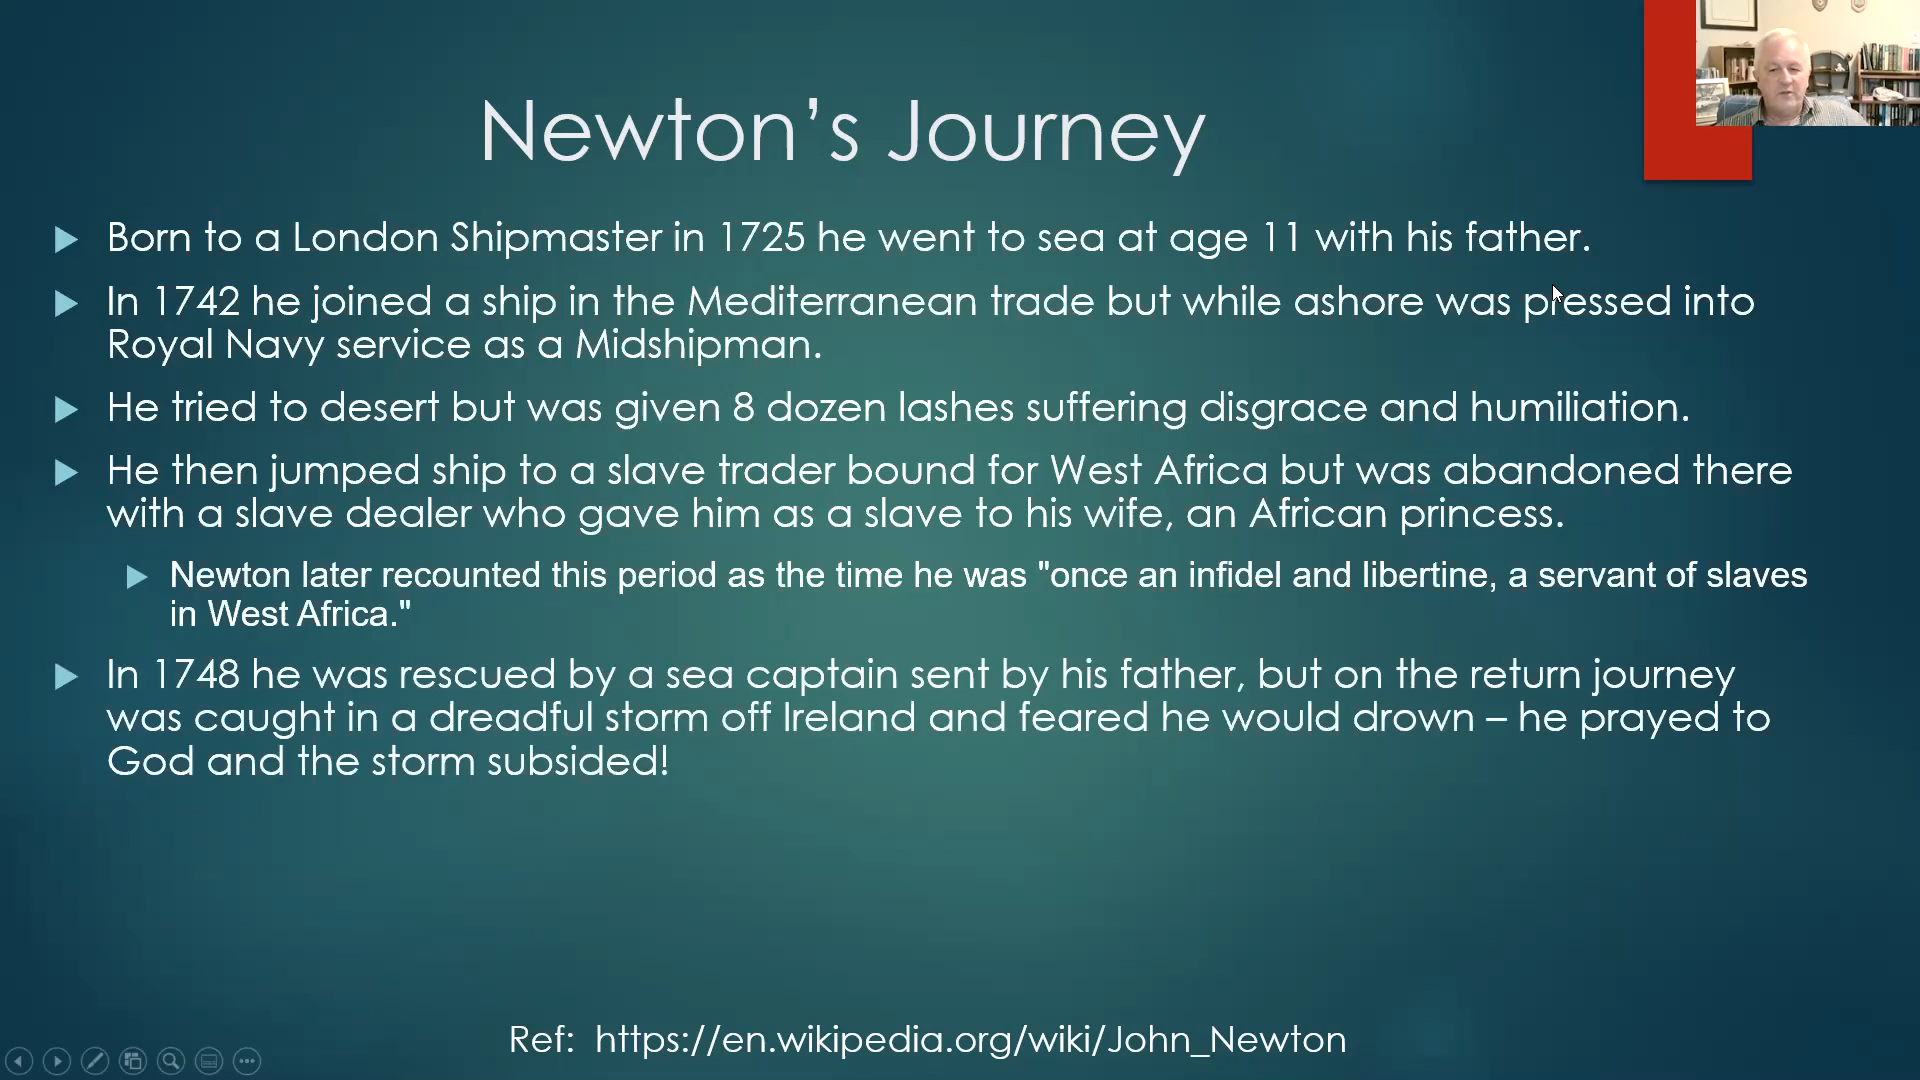 Newton's Journey
Born to a London Shipmaster in 1725 he went to sea at age 11 with his father.
In 1742 he joined a ship in the Mediterranean trade but while ashore was pressed into
Royal Navy service as a Midshipman.
He tried to desert but was given 8 dozen lashes suffering disgrace and humiliation.
He then jumped ship to a slave trader bound for West Africa but was abandoned there
with a slave dealer who gave him as a slave to his wife, an African princess.
Newton later recounted this period as the time he was "once an infidel and libertine, a servant of slaves
in West Africa."
In 1748 he was rescued by a sea captain sent by his father, but on the return journey
was caught in a dreadful storm off Ireland and feared he would drown – he prayed to
God and the storm subsided!
Ref: https://en.wikipedia.org/wiki/John_Newton